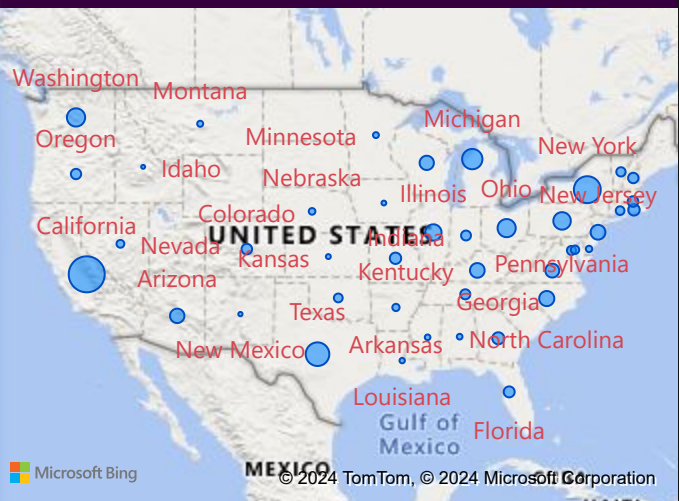 Washington
Montana
Michigan
Oregon
Minnesota
New York
Idaho
Nebraska
Illinois
Ohio
New Jersey
Colorado
California
UNITED STATES
Indiana
Nevada
Kansas
Pennsylvania
Arizona
Kentucky
Texas
Georgia
New Mexico
Arkansas
North Carolina
Louisiana
Gulf of
Mexico
Florida
MEXICO
Microsoft Bing
© 2024 TomTom, © 2024 Microsoft Corporation
CUBA